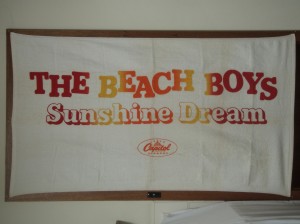 THE BEACH BOYS
Sunshine Dream
Capitol